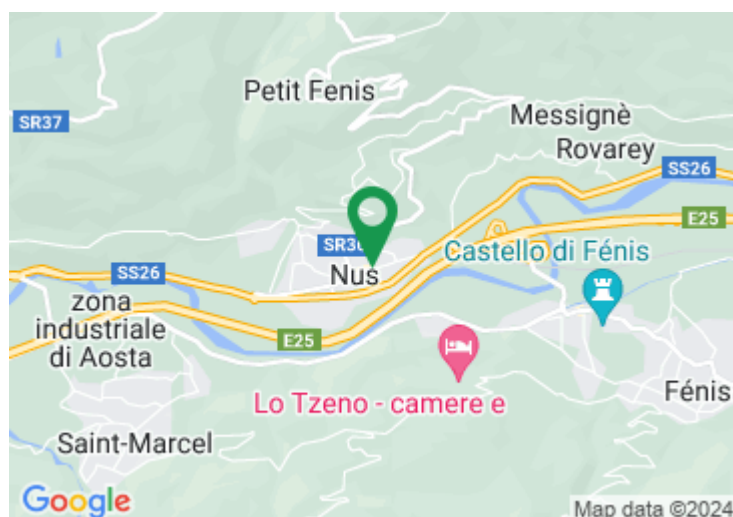 Petit Fenis
SR37
Messignè
Rovarey
SS26
E25
SR36
Castello di Fénis
Nus
SS26
zona
industriale
di Aosta
E25
Lo Tzeno - camere e
Fénis
Saint-Marcel
Google
Map data ©2024